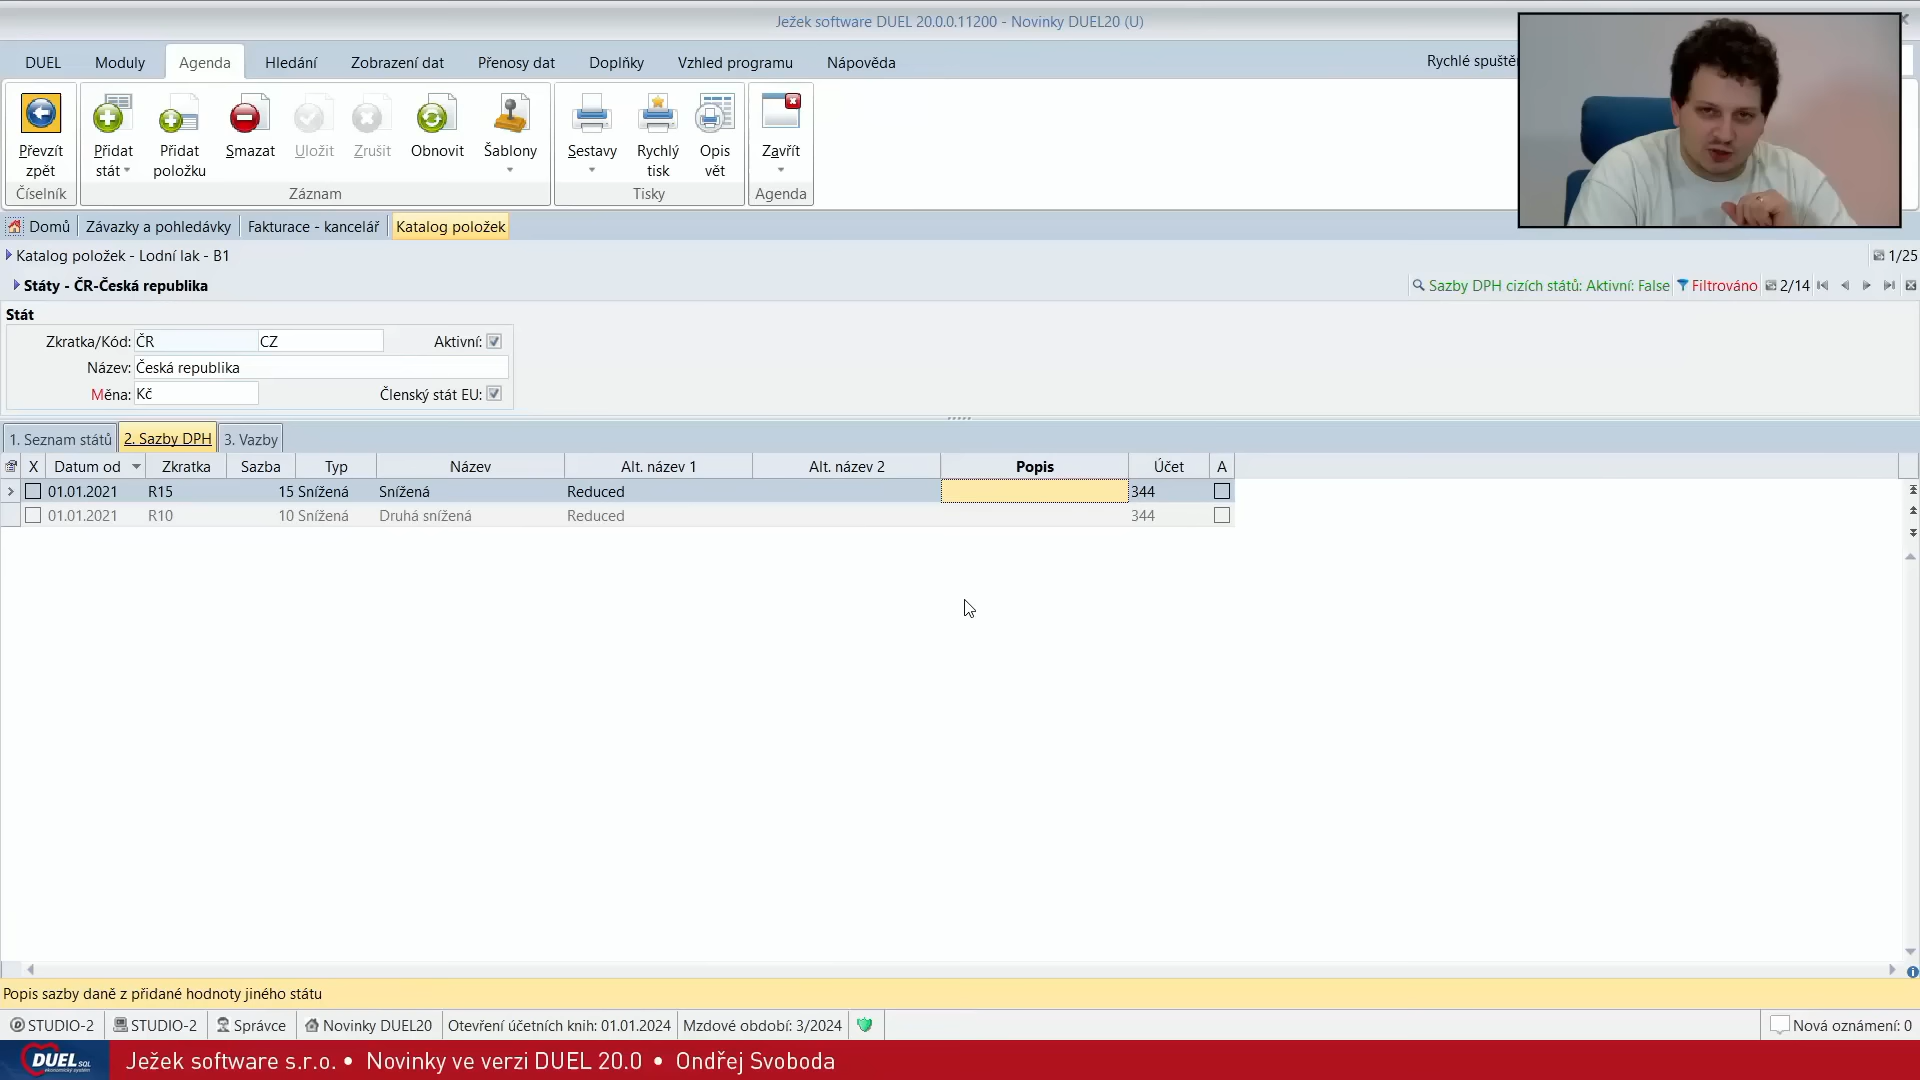 Ježek software DUEL 20.0.0.11200 - Novinky DUEL20 (U)
DUEL Moduly Agenda Hledání Zobrazení dat Přenosy dat Doplňky Vzhled programu Nápověda Rychlé spuště
Převzít zpět Přidat stát Přidat položku Smazat Uložit Zrušit Obnovit Šablony Sestavy Rychlý tisk Opis vět Zavřít
Číselník Záznam Tisky Agenda
Domů Závazky a pohledávky Fakturace - kancelář Katalog položek
Katalog položek - Lodní lak - B1 1/25
Státy - ČR-Česká republika Sazby DPH cizích států: Aktivní: False Filtrováno 2/14
Stát
Zkratka/Kód: ČR CZ Aktivní:
Název: Česká republika
Měna: Kč Členský stát EU:
1. Seznam států 2. Sazby DPH 3. Vazby
X Datum od Zkratka Sazba Typ Název Alt. název 1 Alt. název 2 Popis Účet A
01.01.2021 R15 15 Snížená Snížená Reduced 344
01.01.2021 R10 10 Snížená Druhá snížená Reduced 344
Popis sazby daně z přidané hodnoty jiného státu
STUDIO-2 STUDIO-2 Správce Novinky DUEL20 Otevření účetních knih: 01.01.2024 Mzdové období: 3/2024 Nová oznámení: 0
DUEL SQL
ekonomický systém
Ježek software s.r.o. • Novinky ve verzi DUEL 20.0 • Ondřej Svoboda